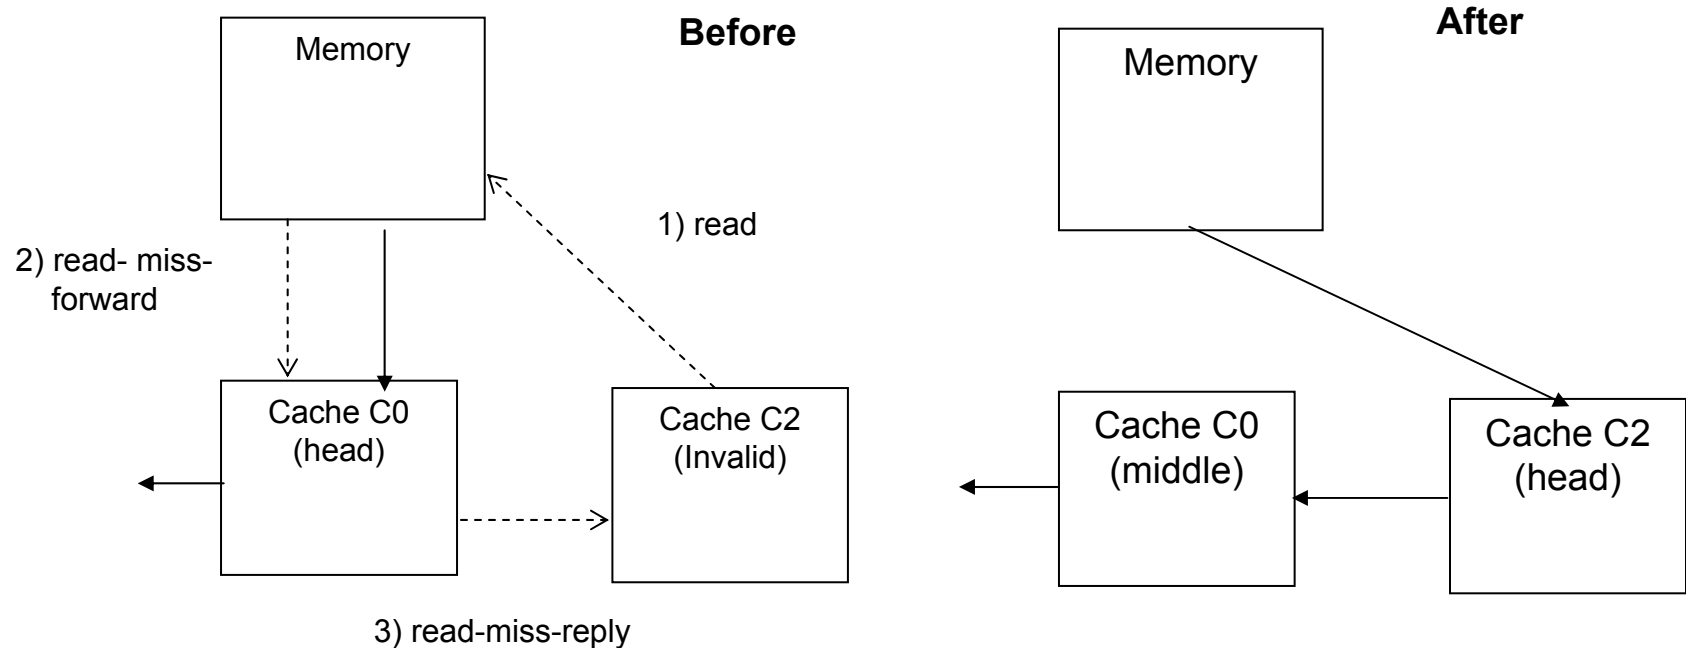 Before
Memory
1) read
2) read- miss-
forward
Cache C0
(head)
Cache C2
(Invalid)
3) read-miss-reply
After
Memory
Cache C0
(middle)
Cache C2
(head)